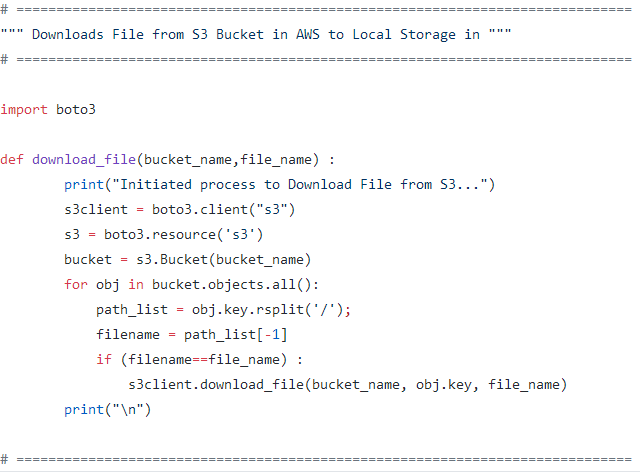 # =============================================================================
""" Downloads File from S3 Bucket in AWS to Local Storage in """
# =============================================================================
import boto3
def download_file(bucket_name,file_name) :
        print("Initiated process to Download File from S3...")
        s3client = boto3.client("s3")
        s3 = boto3.resource('s3')
        bucket = s3.Bucket(bucket_name)
        for obj in bucket.objects.all():
            path_list = obj.key.rsplit('/');
            filename = path_list[-1]
            if (filename==file_name) :
                s3client.download_file(bucket_name, obj.key, file_name)
        print("\n")
# =============================================================================